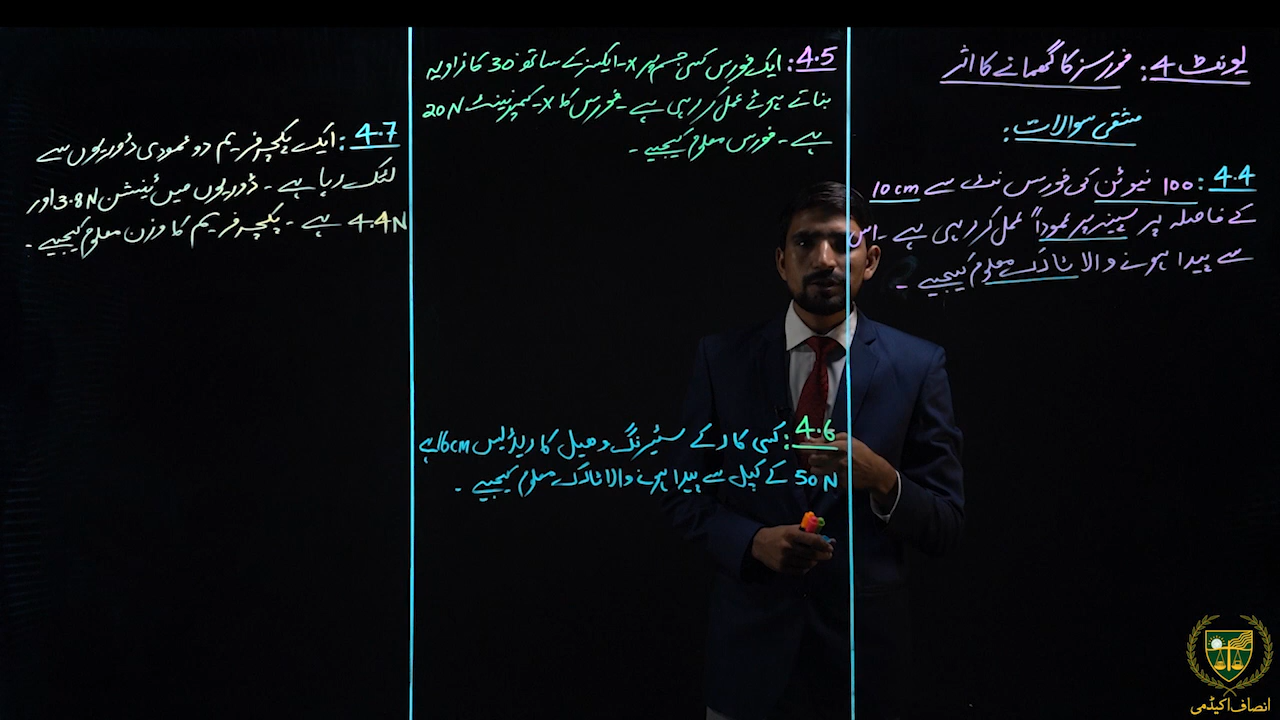 یونٹ 4: فورسز کا گھمانے کا اثر
مشقی سوالات:
4.4: 100 نیوٹن کی فورس نٹ سے 10 cm
کے فاصلہ پر سپینر پر عموداً عمل کر رہی ہے۔ اس
سے پیدا ہونے والا ٹارک معلوم کیجیے۔
4.5: ایک فورس کسی جسم پر x-ایکسز کے ساتھ 30° کا زاویہ
بناتے ہوئے عمل کر رہی ہے۔ فورس کا x-کمپونینٹ 20 N
ہے۔ فورس معلوم کیجیے۔
4.6: کسی کار کے سٹیرنگ وھیل کا ریڈیس 16 cm ہے
50 N کے کپل سے پیدا ہونے والا ٹارک معلوم کیجیے۔
4.7: ایک پکچر فریم دو عمودی ڈوریوں سے
لٹک رہا ہے۔ ڈوریوں میں ٹینشن 3.8 N اور
4.4 N ہے۔ پکچر فریم کا وزن معلوم کیجیے۔
انصاف اکیڈمی